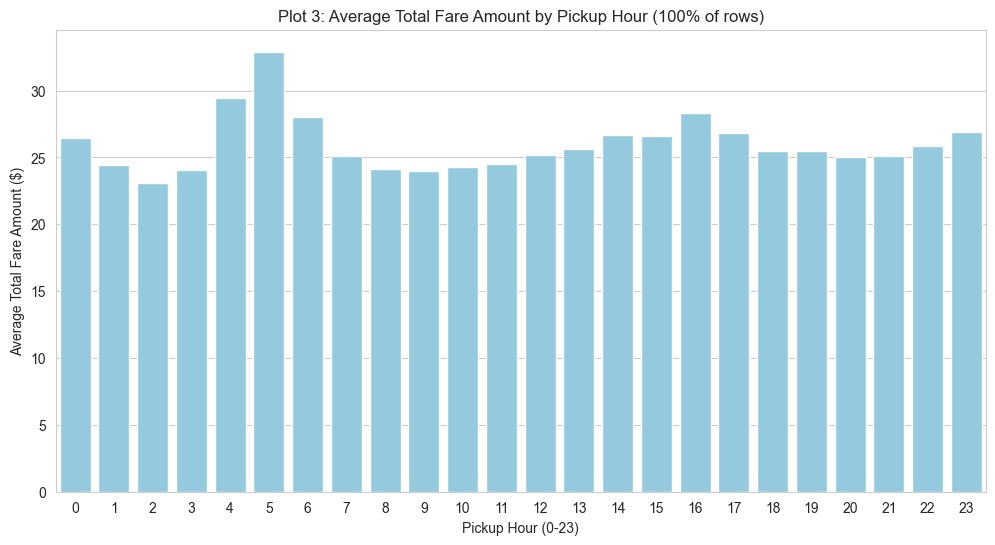 Plot 3: Average Total Fare Amount by Pickup Hour (100% of rows)
Average Total Fare Amount ($)
30
25
20
15
10
5
0
0 1 2 3 4 5 6 7 8 9 10 11 12 13 14 15 16 17 18 19 20 21 22 23
Pickup Hour (0-23)